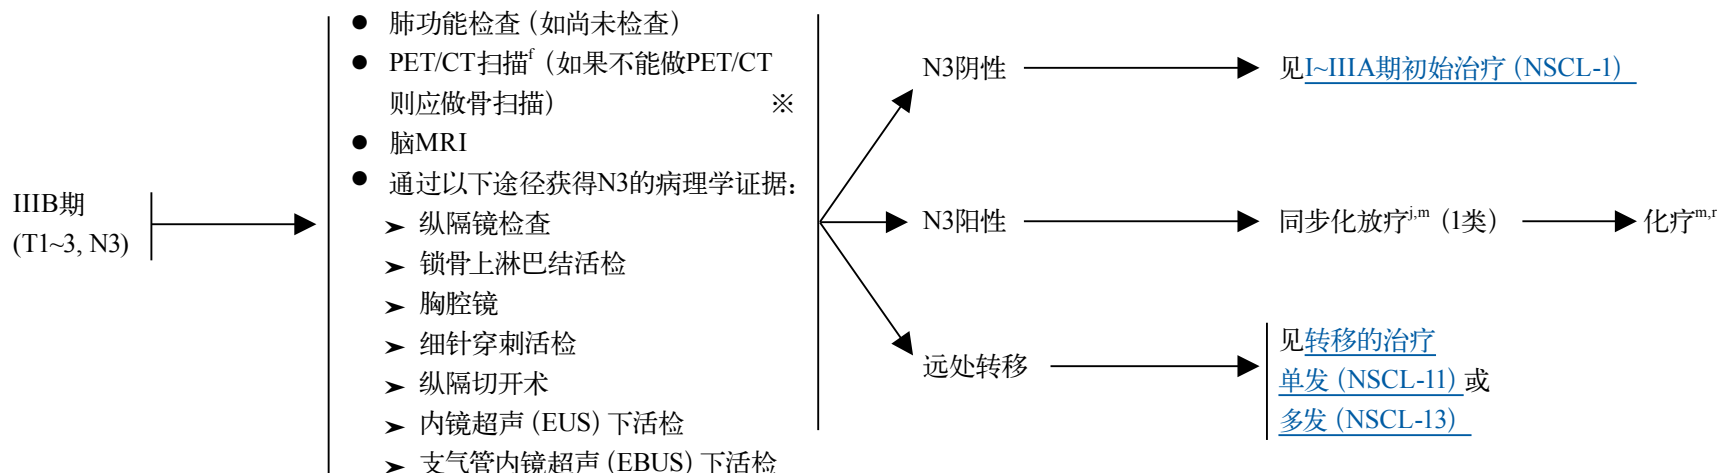 IIIB期
(T1~3, N3)
● 肺功能检查（如尚未检查）
● PET/CT扫描f（如果不能做PET/CT
则应做骨扫描） ※
● 脑MRI
● 通过以下途径获得N3的病理学证据：
➤ 纵隔镜检查
➤ 锁骨上淋巴结活检
➤ 胸腔镜
➤ 细针穿刺活检
➤ 纵隔切开术
➤ 内镜超声（EUS）下活检
➤ 支气管内镜超声（EBUS）下活检
N3阴性
见I~IIIA期初始治疗（NSCL-1）
N3阳性
同步化放疗j,m（1类）
化疗m,r
远处转移
见转移的治疗
单发（NSCL-11）或
多发（NSCL-13）